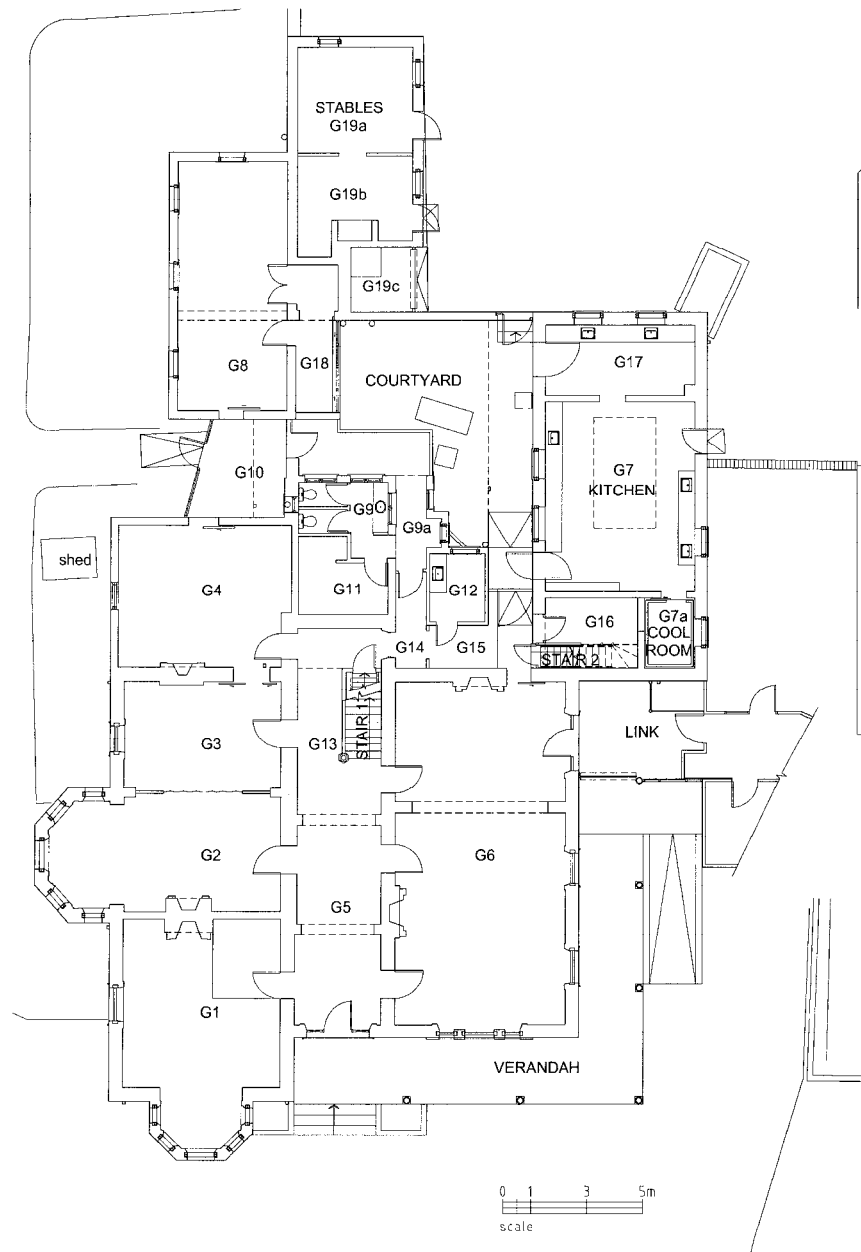 STABLES
G19a
G19b
G19c
G8
G18
COURTYARD
G17
G10
G7
KITCHEN
G9
G9a
shed
G4
G11
G12
G16
G7a
COOL
ROOM
G14
G15
STAIR 2
G3
G13
STAIR 1
LINK
G2
G6
G5
G1
VERANDAH
0 1 3 5m
scale